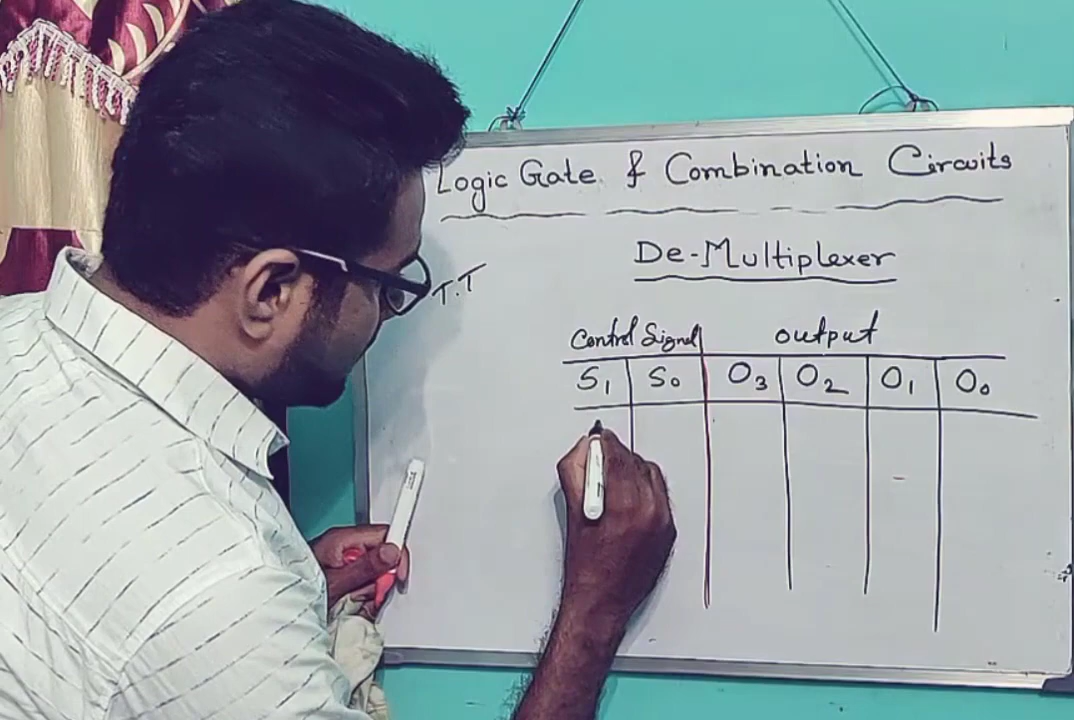 Logic Gate & Combination Circuits
De-Multiplexer
T.T
Control Signal output
S₁ S₀ O₃ O₂ O₁ O₀